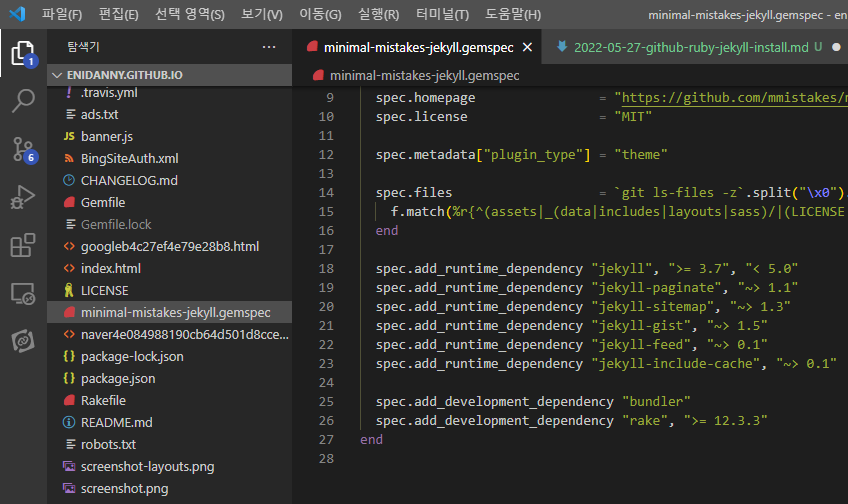 파일(F) 편집(E) 선택 영역(S) 보기(V) 이동(G) 실행(R) 터미널(T) 도움말(H) minimal-mistakes-jekyll.gemspec - en
탐색기 ...
ENIDANNY.GITHUB.IO
.travis.yml
ads.txt
JS banner.js
BingSiteAuth.xml
CHANGELOG.md
Gemfile
Gemfile.lock
googleb4c27ef4e79e28b8.html
index.html
LICENSE
minimal-mistakes-jekyll.gemspec
naver4e084988190cb64d501d8cce...
{} package-lock.json
{} package.json
Rakefile
README.md
robots.txt
screenshot-layouts.png
screenshot.png
1
6
minimal-mistakes-jekyll.gemspec 2022-05-27-github-ruby-jekyll-install.md U
minimal-mistakes-jekyll.gemspec
9 spec.homepage = "https://github.com/mmistakes/
10 spec.license = "MIT"
11
12 spec.metadata["plugin_type"] = "theme"
13
14 spec.files = `git ls-files -z`.split("\x0").
15 f.match(%r{^(assets|_(data|includes|layouts|sass)/|(LICENSE
16 end
17
18 spec.add_runtime_dependency "jekyll", ">= 3.7", "< 5.0"
19 spec.add_runtime_dependency "jekyll-paginate", "~> 1.1"
20 spec.add_runtime_dependency "jekyll-sitemap", "~> 1.3"
21 spec.add_runtime_dependency "jekyll-gist", "~> 1.5"
22 spec.add_runtime_dependency "jekyll-feed", "~> 0.1"
23 spec.add_runtime_dependency "jekyll-include-cache", "~> 0.1"
24
25 spec.add_development_dependency "bundler"
26 spec.add_development_dependency "rake", ">= 12.3.3"
27 end
28